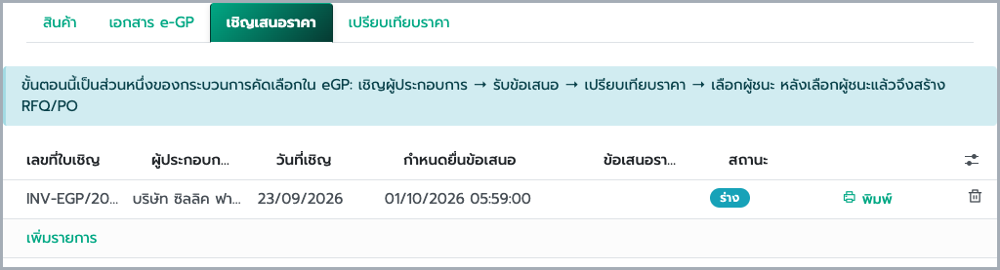 สินค้า เอกสาร e-GP เชิญเสนอราคา เปรียบเทียบราคา
ขั้นตอนนี้เป็นส่วนหนึ่งของกระบวนการคัดเลือกใน eGP: เชิญผู้ประกอบการ → รับข้อเสนอ → เปรียบเทียบราคา → เลือกผู้ชนะ หลังเลือกผู้ชนะแล้วจึงสร้าง
RFQ/PO
เลขที่ใบเชิญ ผู้ประกอบก... วันที่เชิญ กำหนดยื่นข้อเสนอ ข้อเสนอรา... สถานะ
INV-EGP/20... บริษัท ซิลลิค ฟา... 23/09/2026 01/10/2026 05:59:00 ร่าง พิมพ์
เพิ่มรายการ